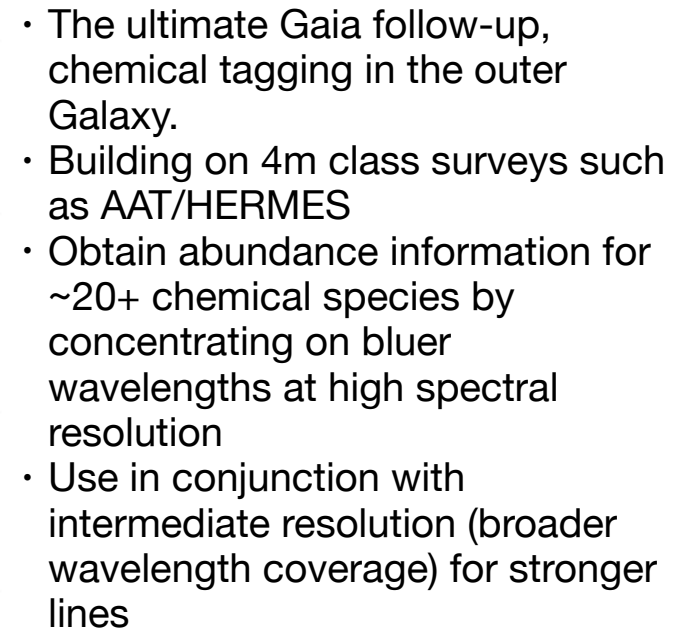 · The ultimate Gaia follow-up,
chemical tagging in the outer
Galaxy.
· Building on 4m class surveys such
as AAT/HERMES
· Obtain abundance information for
~20+ chemical species by
concentrating on bluer
wavelengths at high spectral
resolution
· Use in conjunction with
intermediate resolution (broader
wavelength coverage) for stronger
lines